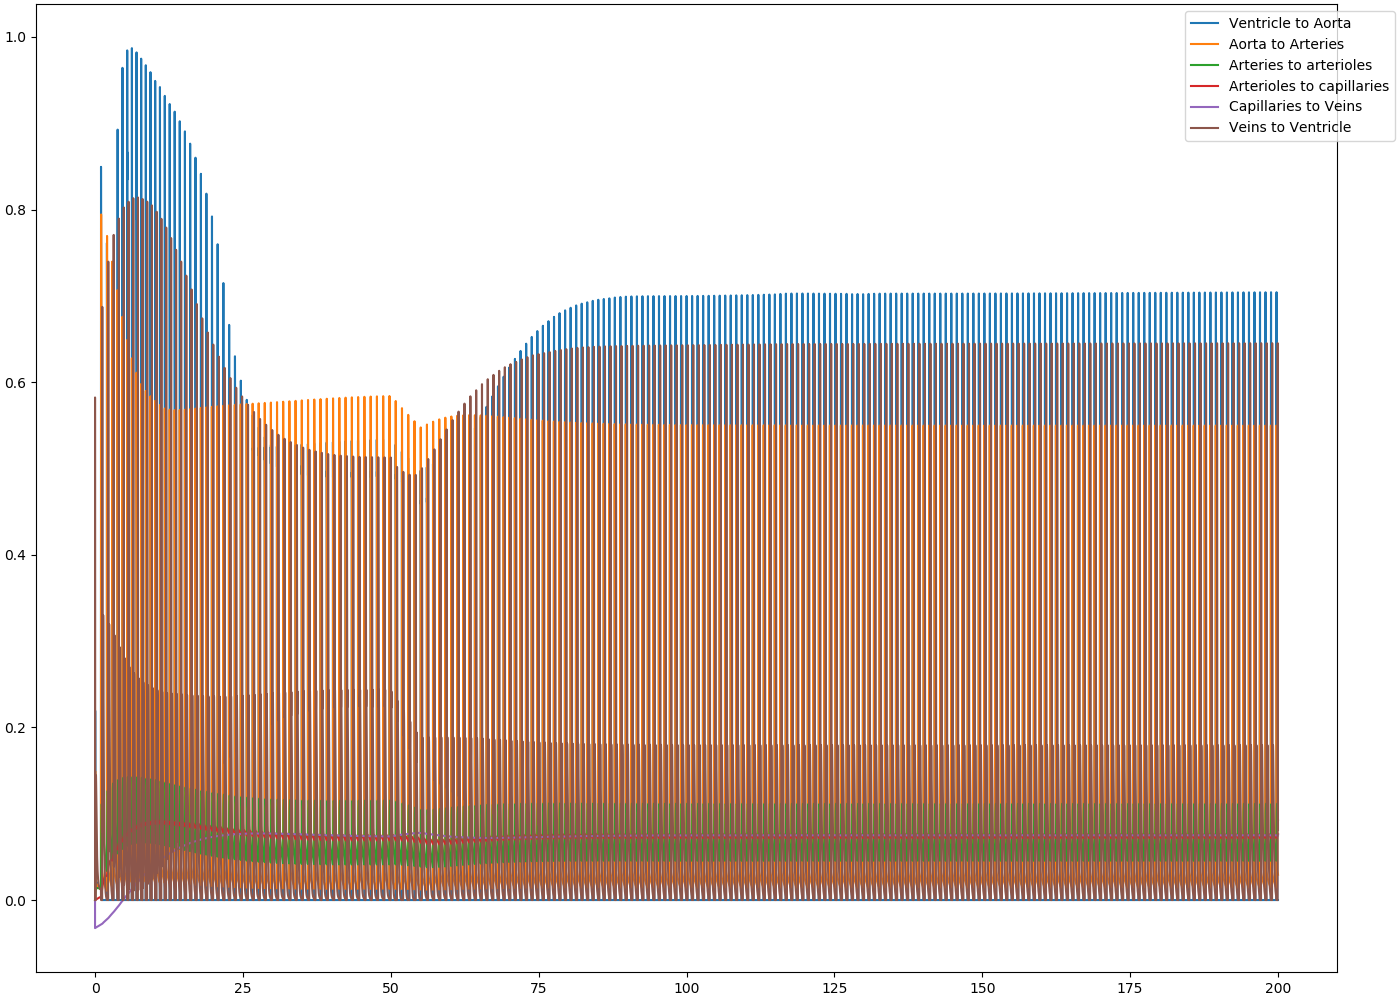 1.0
0.8
0.6
0.4
0.2
0.0
0 25 50 75 100 125 150 175 200
Ventricle to Aorta
Aorta to Arteries
Arteries to arterioles
Arterioles to capillaries
Capillaries to Veins
Veins to Ventricle